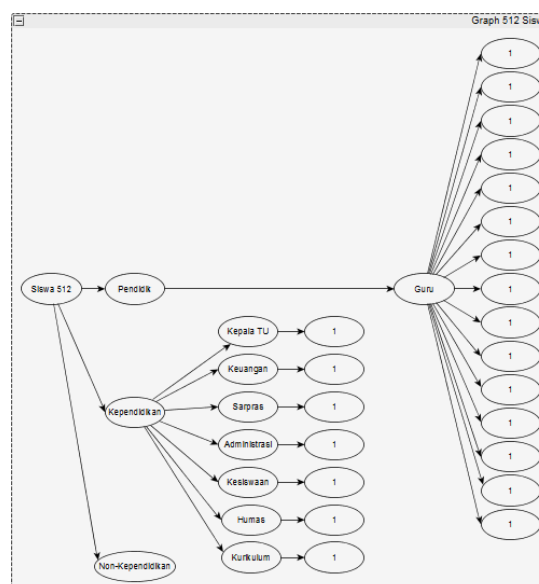 Graph 512 Sisw
1
1
1
1
1
1
1
Siswa 512
Pendidik
Guru
1
1
1
1
1
1
1
1
Kependidikan
Kepala TU
1
Keuangan
1
Sarpras
1
Administrasi
1
Kesiswaan
1
Humas
1
Kurikulum
1
Non-Kependidikan